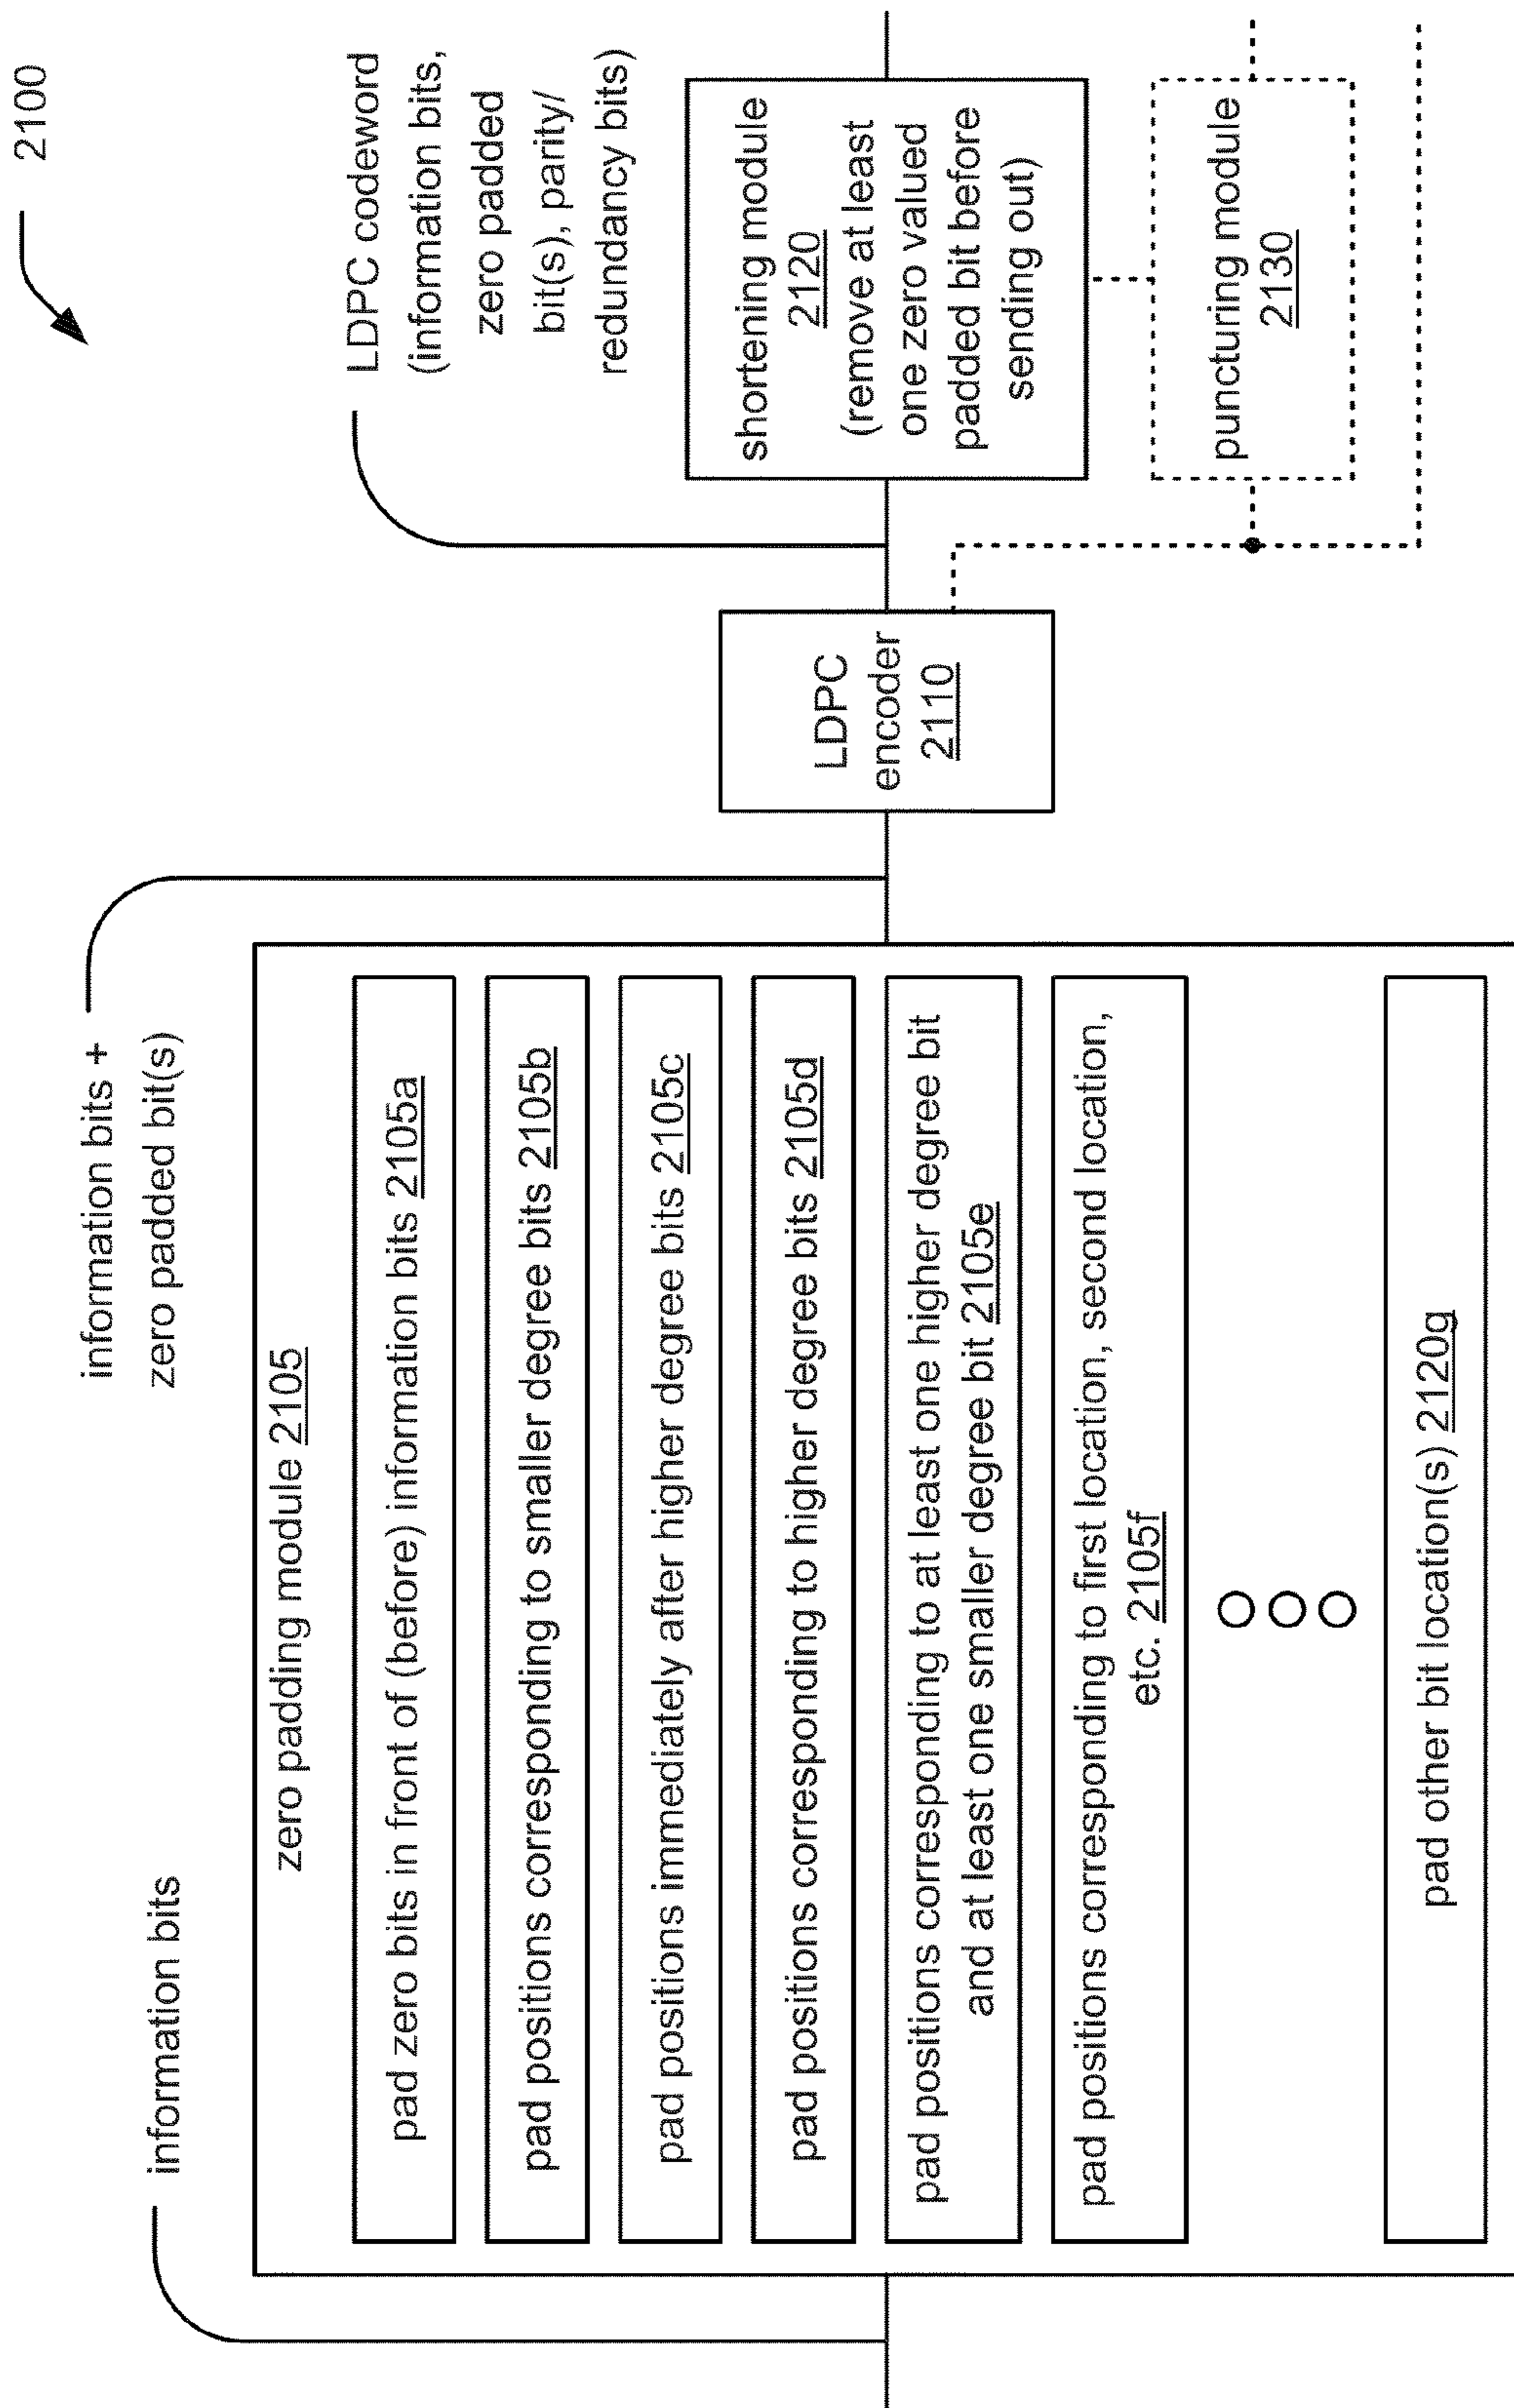 2100
information bits
information bits +
zero padded bit(s)
LDPC codeword
(information bits,
zero padded
bit(s), parity/
redundancy bits)
zero padding module 2105
pad zero bits in front of (before) information bits 2105a
pad positions corresponding to smaller degree bits 2105b
pad positions immediately after higher degree bits 2105c
pad positions corresponding to higher degree bits 2105d
pad positions corresponding to at least one higher degree bit
and at least one smaller degree bit 2105e
pad positions corresponding to first location, second location,
etc. 2105f
pad other bit location(s) 2120g
LDPC
encoder
2110
shortening module
2120
(remove at least
one zero valued
padded bit before
sending out)
puncturing module
2130